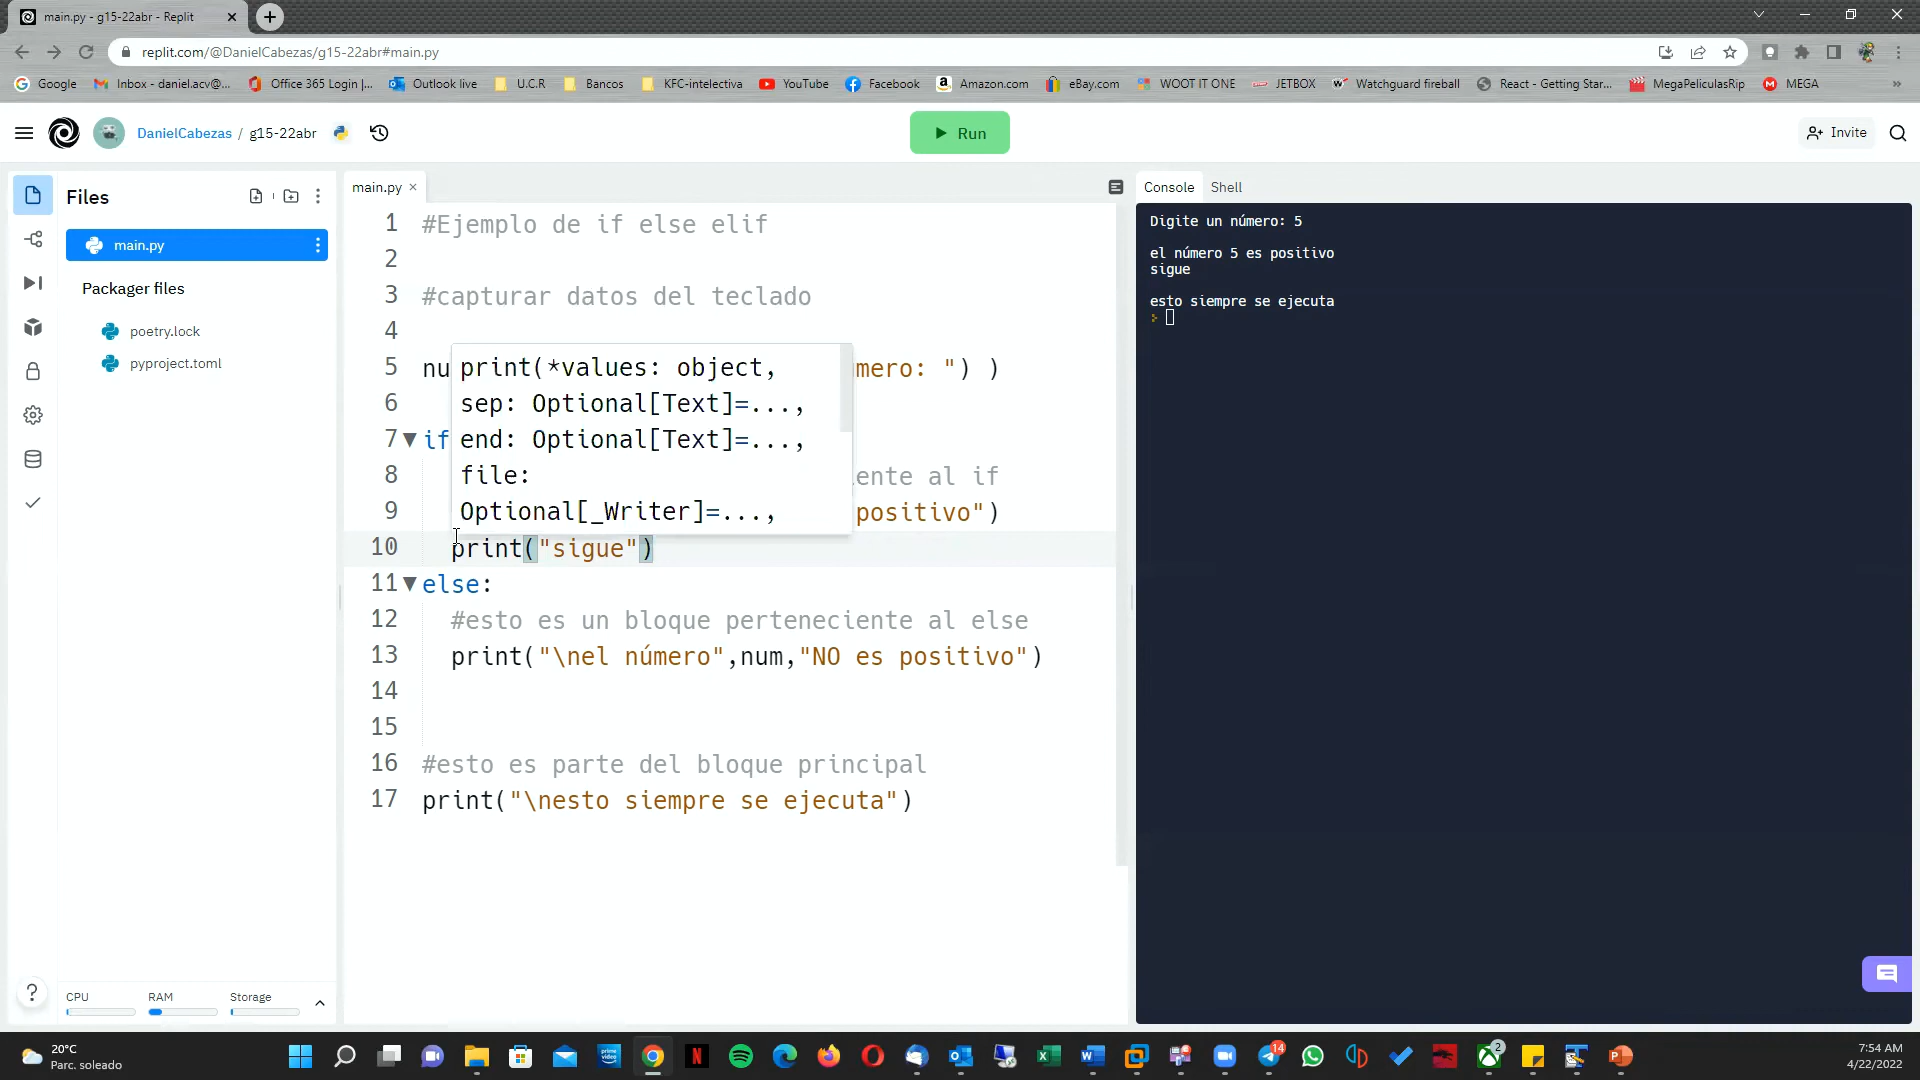 main.py - g15-22abr - Replit
replit.com/@DanielCabezas/g15-22abr#main.py
Google
Inbox - daniel.acv@...
Office 365 Login |...
Outlook live
U.C.R
Bancos
KFC-intelectiva
YouTube
Facebook
Amazon.com
eBay.com
WOOT IT ONE
JETBOX
Watchguard fireball
React - Getting Star...
MegaPeliculasRip
MEGA
DanielCabezas / g15-22abr
Run
Invite
Files
main.py
Packager files
poetry.lock
pyproject.toml
CPU
RAM
Storage
main.py
1 #Ejemplo de if else elif
2
3 #capturar datos del teclado
4
5 nu mero: ") )
6
7 if
8 ente al if
9 positivo")
10 print("sigue")
11 else:
12 #esto es un bloque perteneciente al else
13 print("\nel número",num,"NO es positivo")
14
15
16 #esto es parte del bloque principal
17 print("\nesto siempre se ejecuta")
print(*values: object,
sep: Optional[Text]=...,
end: Optional[Text]=...,
file:
Optional[_Writer]=...,
Console
Shell
Digite un número: 5
el número 5 es positivo
sigue
esto siempre se ejecuta
20°C
Parc. soleado
14
2
7:54 AM
4/22/2022